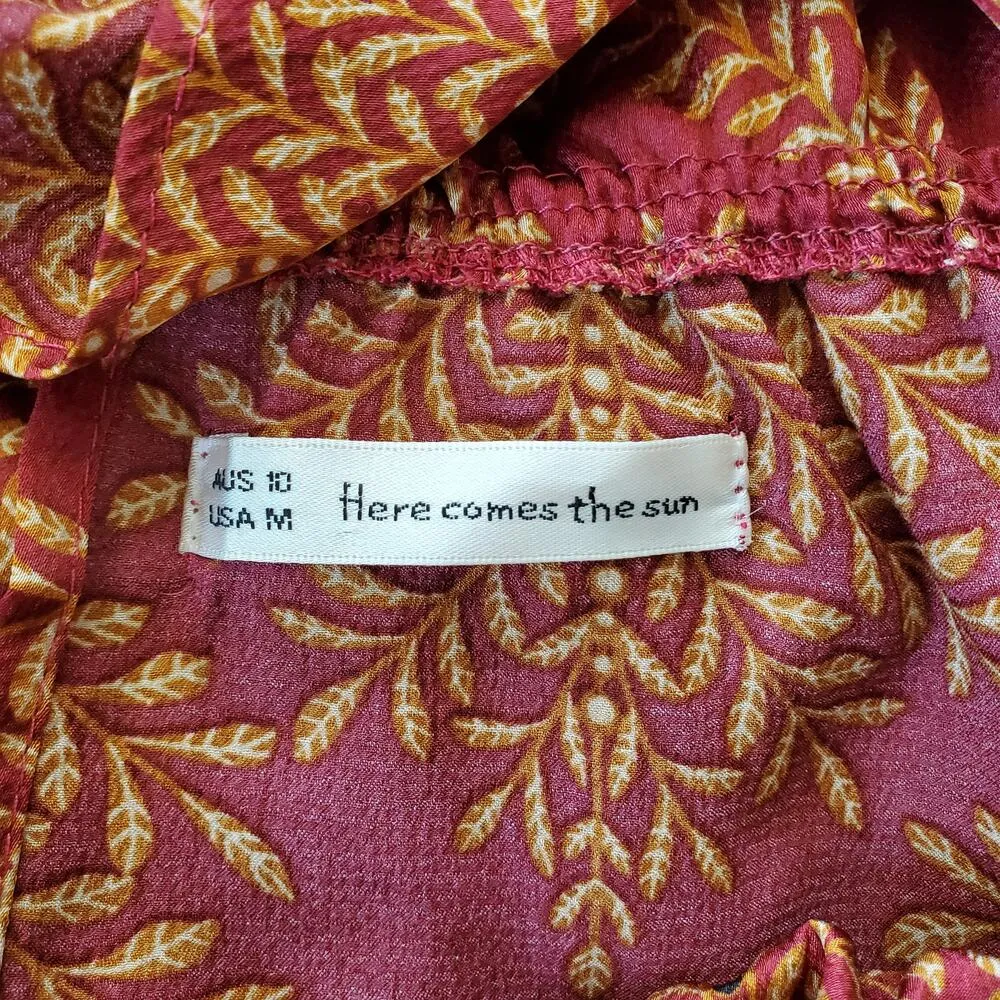 AUS 10
USA M
Here comes the sun